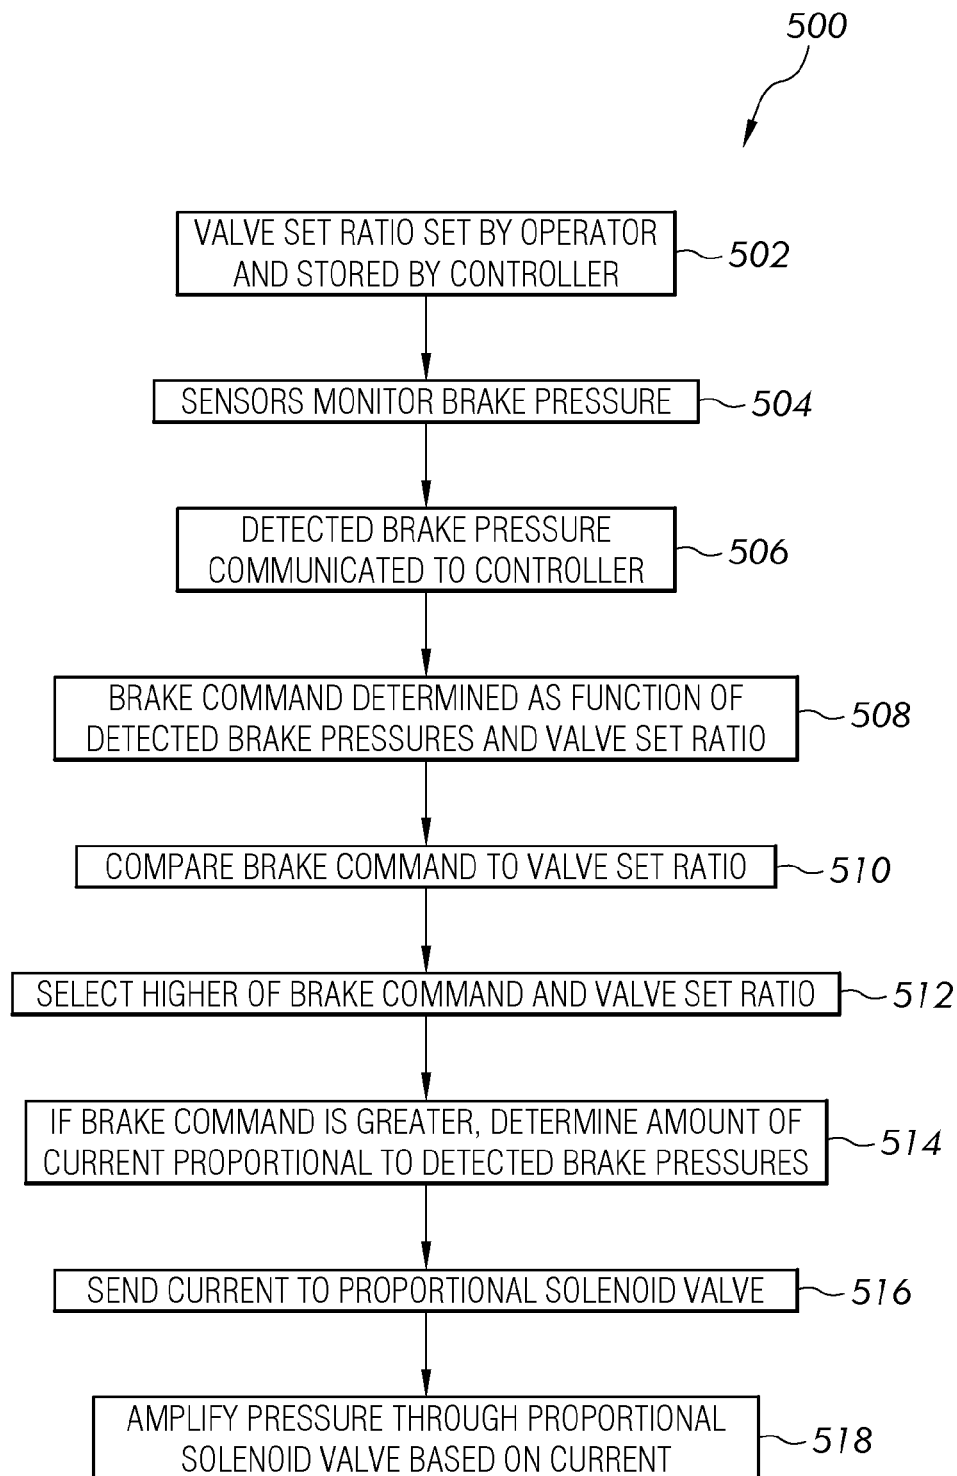 500
VALVE SET RATIO SET BY OPERATOR
AND STORED BY CONTROLLER
502
SENSORS MONITOR BRAKE PRESSURE
504
DETECTED BRAKE PRESSURE
COMMUNICATED TO CONTROLLER
506
BRAKE COMMAND DETERMINED AS FUNCTION OF
DETECTED BRAKE PRESSURES AND VALVE SET RATIO
508
COMPARE BRAKE COMMAND TO VALVE SET RATIO
510
SELECT HIGHER OF BRAKE COMMAND AND VALVE SET RATIO
512
IF BRAKE COMMAND IS GREATER, DETERMINE AMOUNT OF
CURRENT PROPORTIONAL TO DETECTED BRAKE PRESSURES
514
SEND CURRENT TO PROPORTIONAL SOLENOID VALVE
516
AMPLIFY PRESSURE THROUGH PROPORTIONAL
SOLENOID VALVE BASED ON CURRENT
518